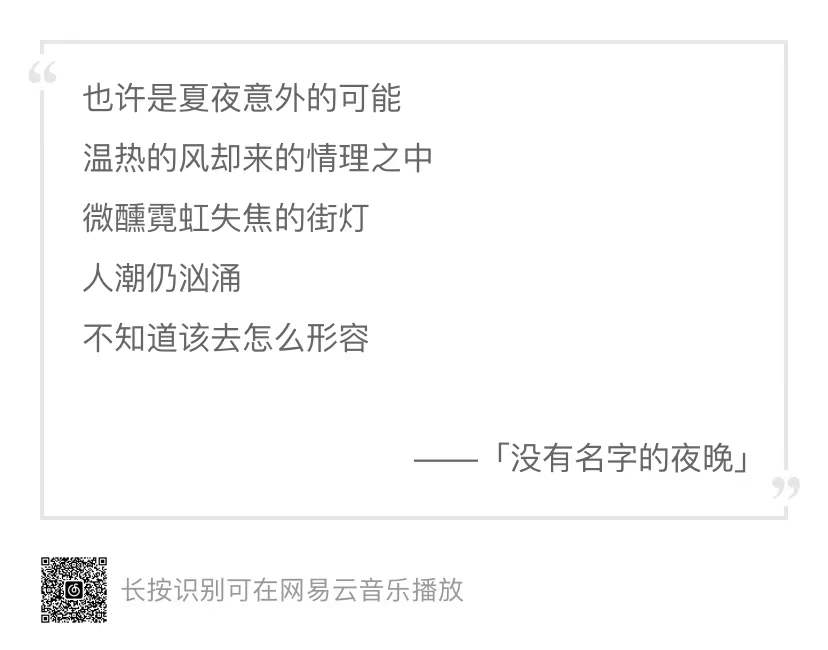 “
也许是夏夜意外的可能
温热的风却来的情理之中
微醺霓虹失焦的街灯
人潮仍汹涌
不知道该去怎么形容
——「没有名字的夜晚」
”
长按识别可在网易云音乐播放